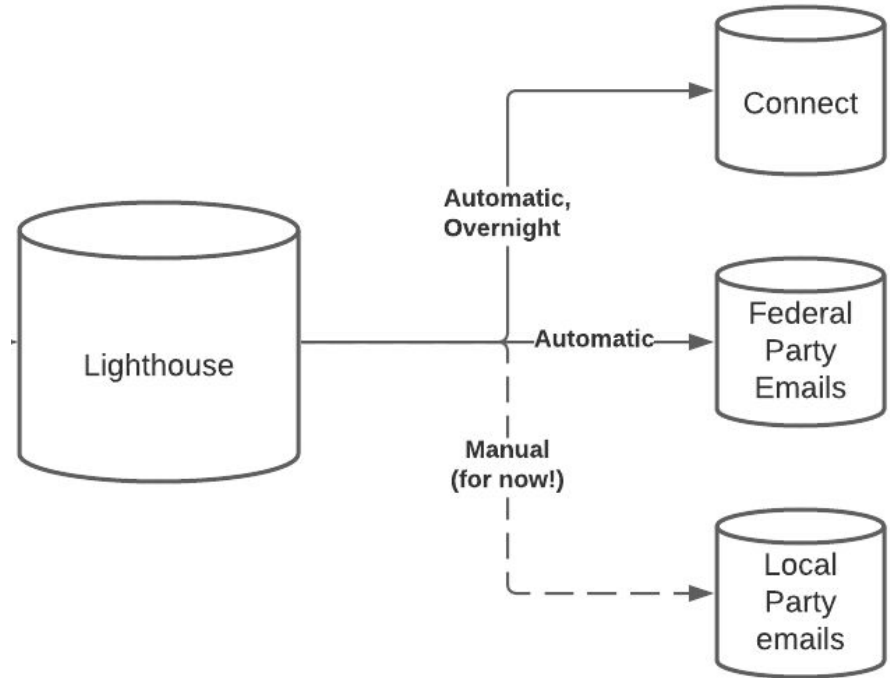 Connect
Automatic,
Overnight
Lighthouse
Automatic
Federal
Party
Emails
Manual
(for now!)
Local
Party
emails